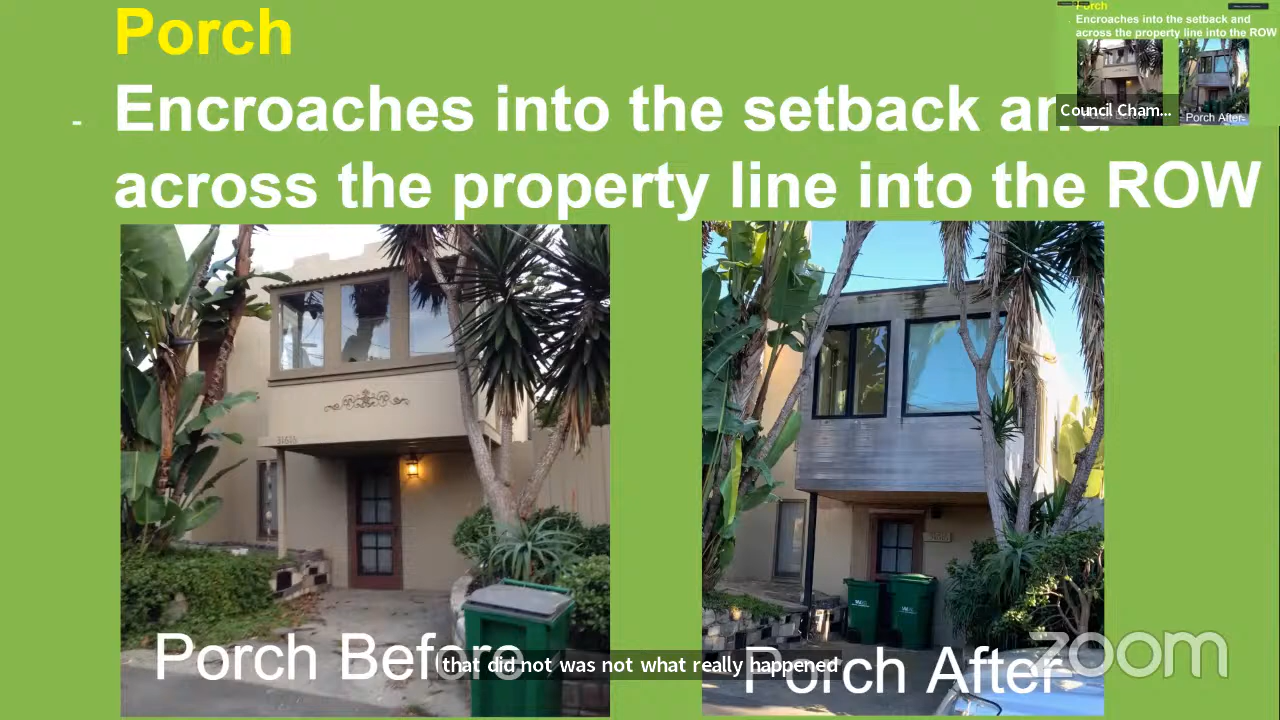 Porch
- Encroaches into the setback and
across the property line into the ROW
Porch
Encroaches into the setback and
across the property line into the ROW
Council Cham...
Porch After
31616
Porch Before
that did not was not what really happened
Porch After
zoom